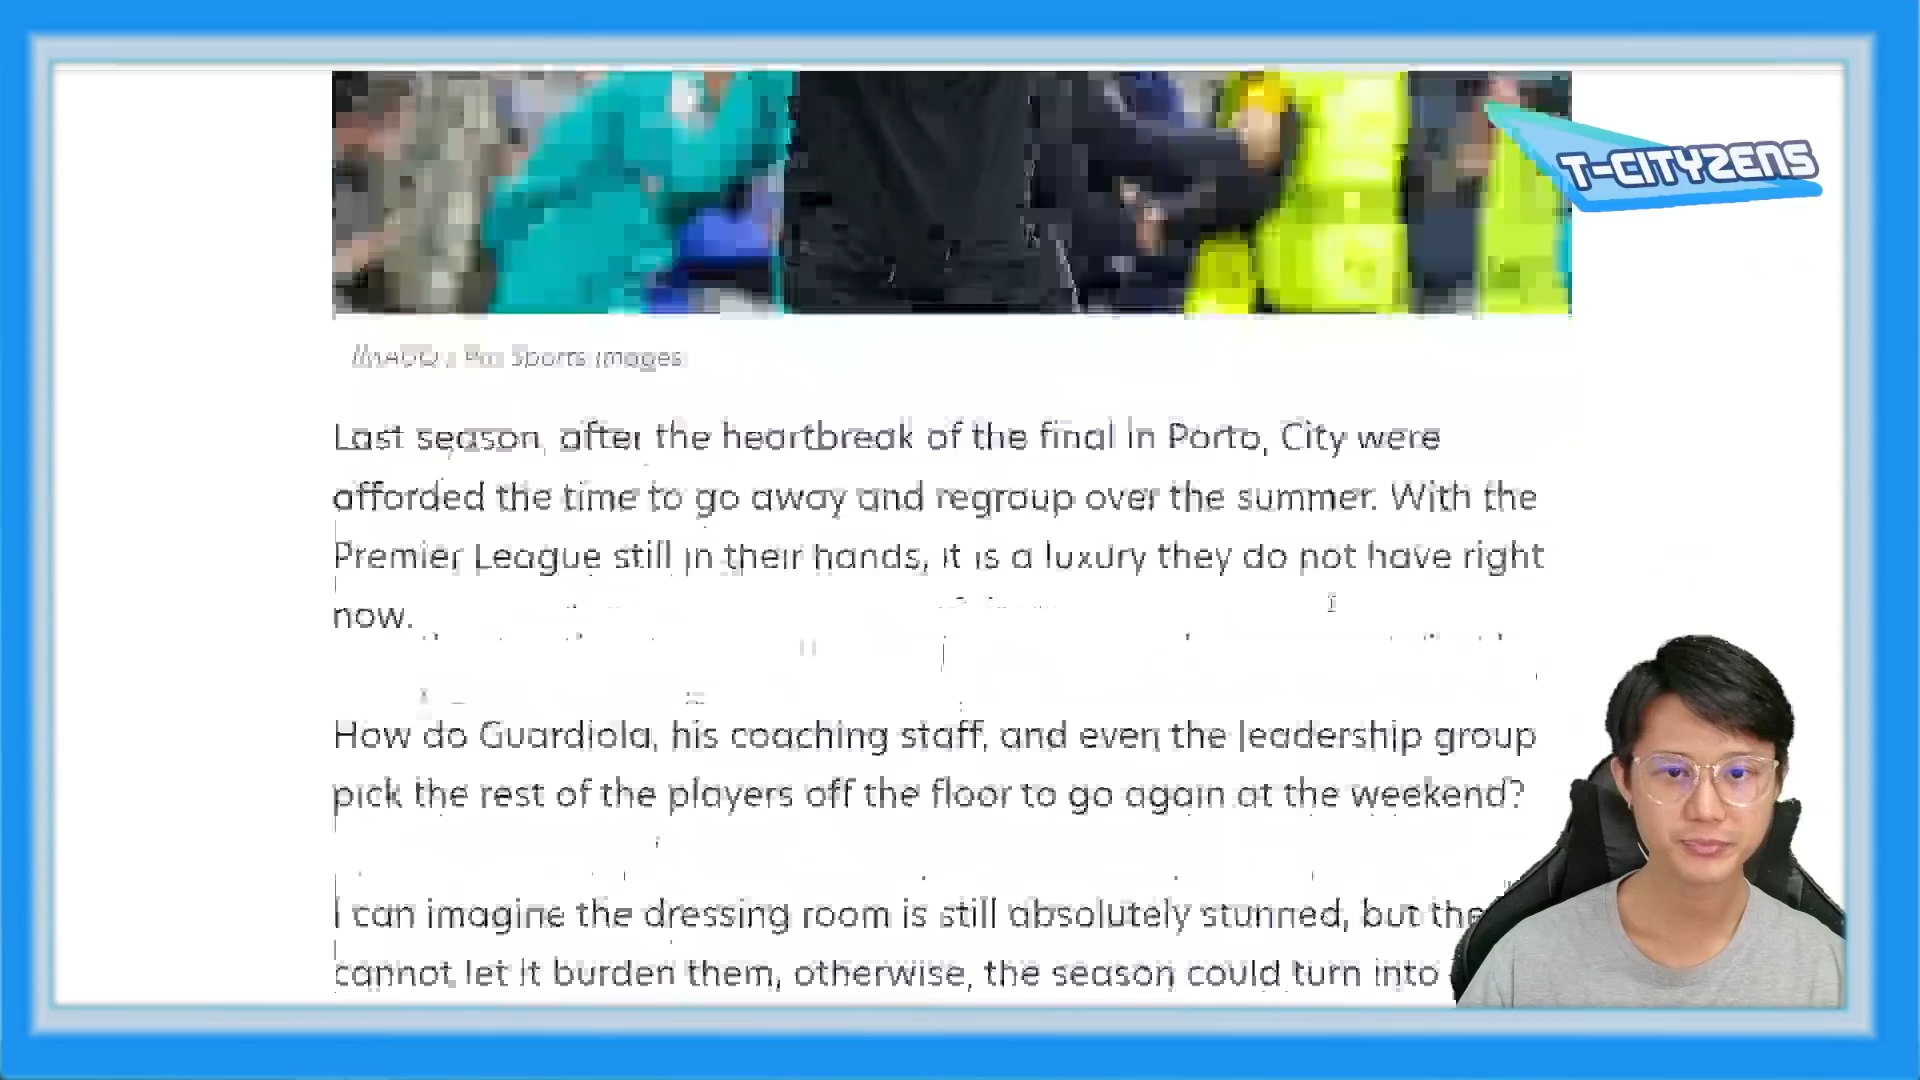 T-CITYZENS
Sports Images
Last season, after the heartbreak of the final in Porto, City were
afforded the time to go away and regroup over the summer. With the
Premier League still in their hands, it is a luxury they do not have right
now.
How do Guardiola, his coaching staff, and even the leadership group
pick the rest of the players off the floor to go again at the weekend?
I can imagine the dressing room is still absolutely stunned, but the
cannot let it burden them, otherwise, the season could turn into